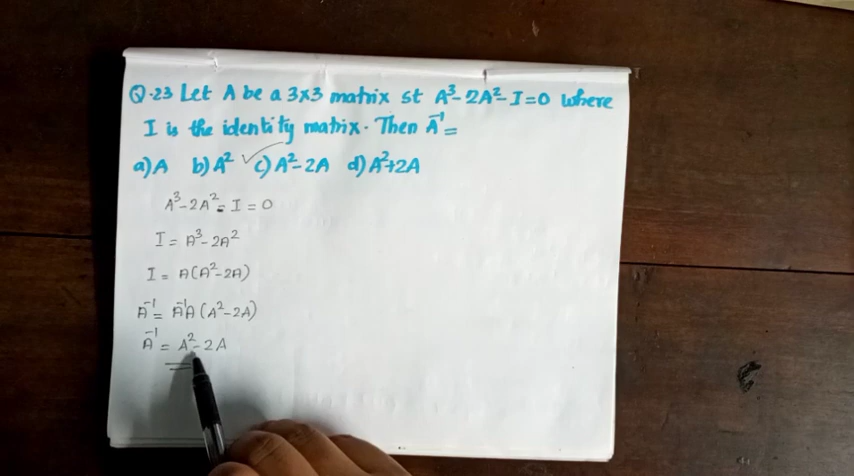 Q.23 Let A be a 3x3 matrix st A³-2A²-I=0 where
I is the identity matrix. Then A⁻¹=
a) A b) A² c) A²-2A d) A²+2A
A³-2A²-I=0
I = A³-2A²
I = A(A²-2A)
A⁻¹ = A⁻¹A (A²-2A)
A⁻¹ = A²-2A